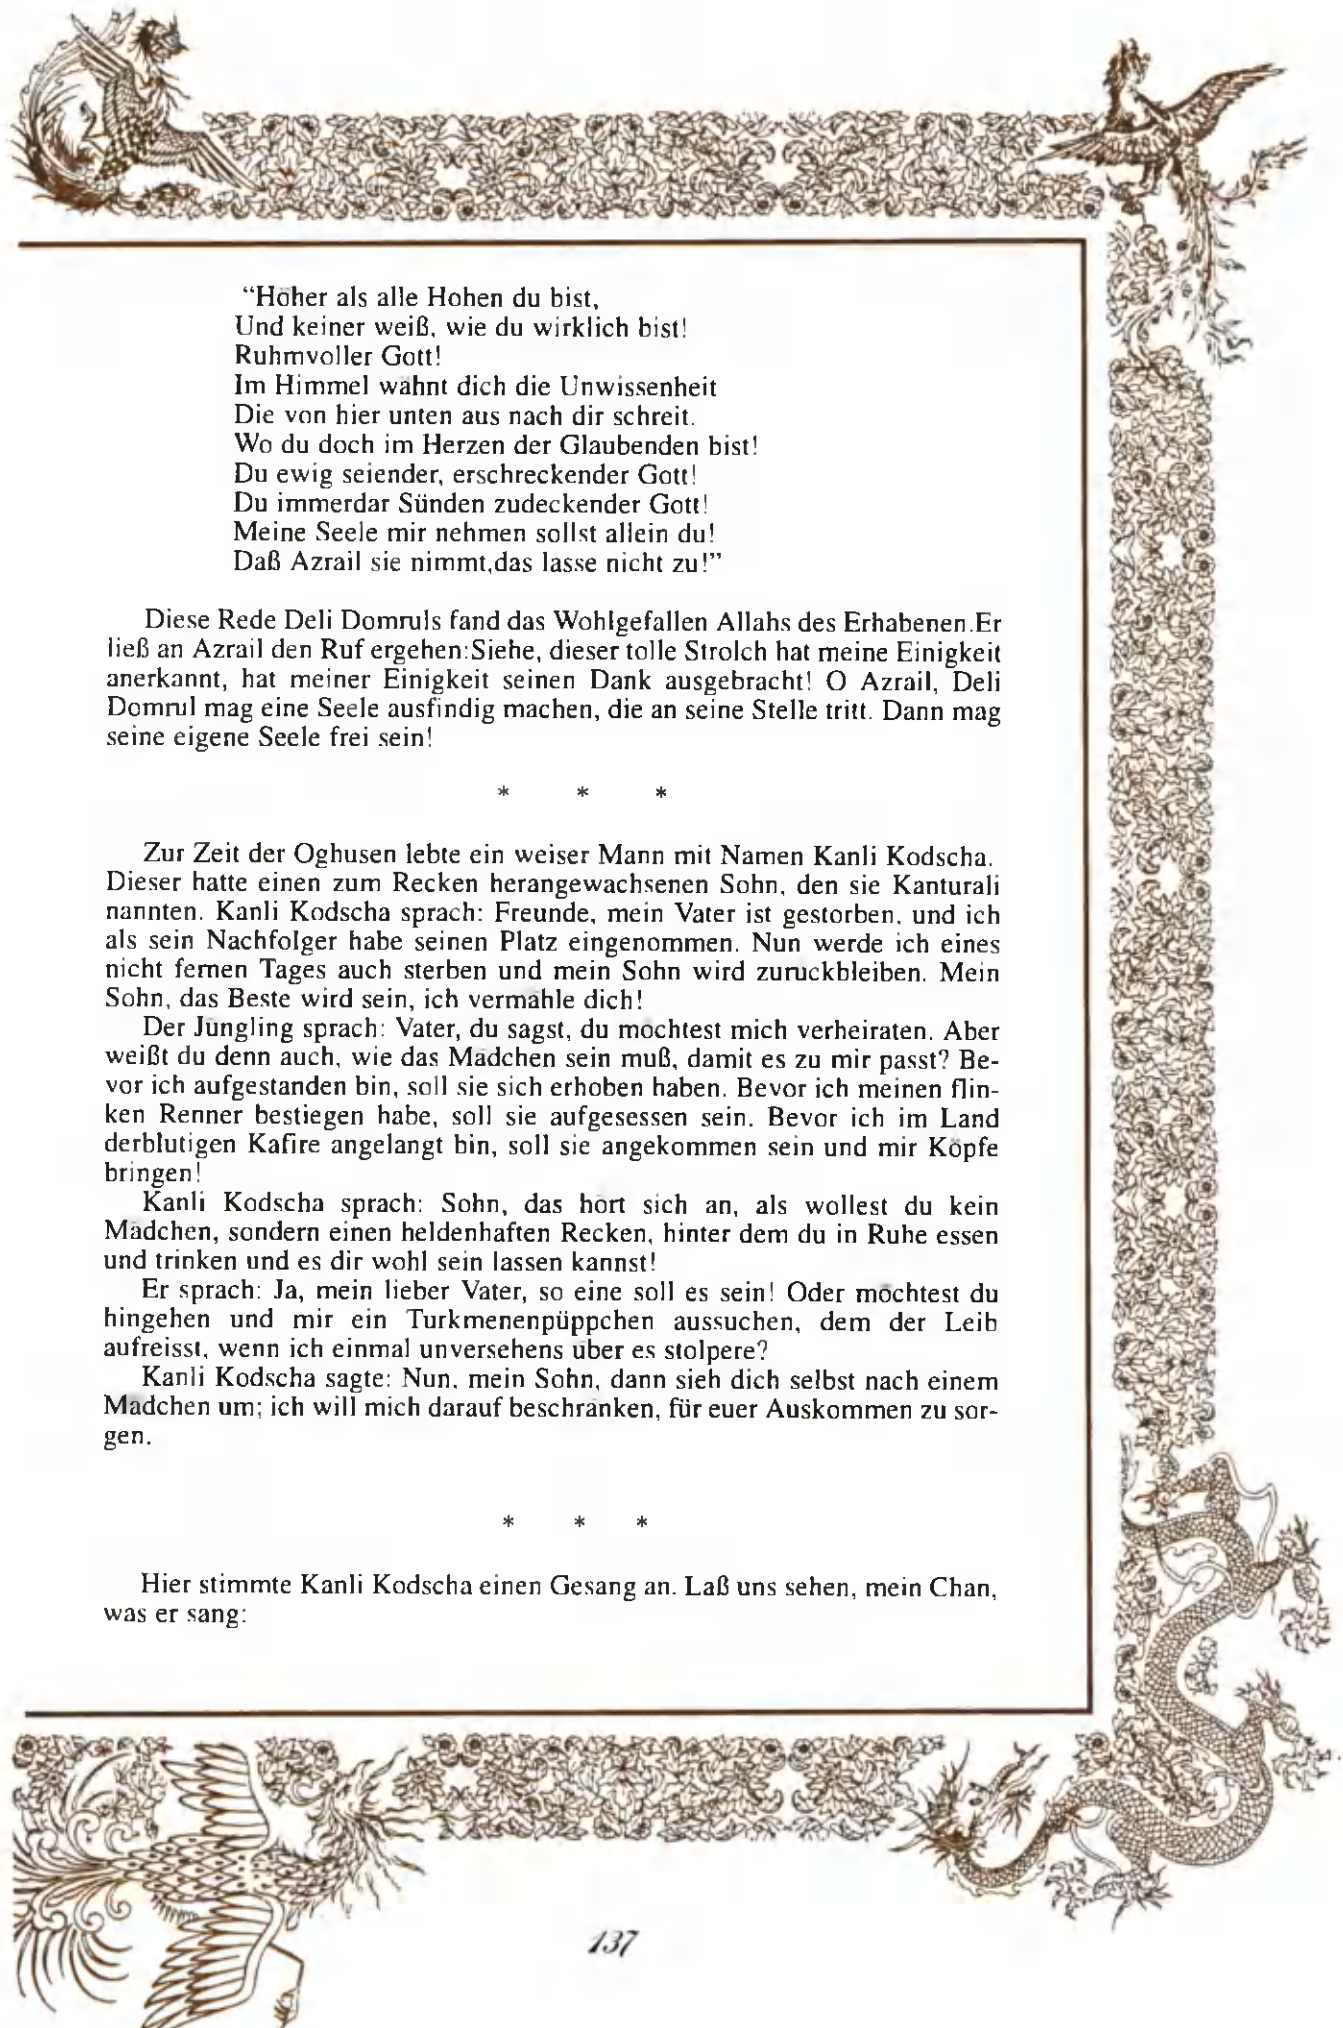 “Höher als alle Hohen du bist,
Und keiner weiß, wie du wirklich bist!
Ruhmvoller Gott!
Im Himmel wähnt dich die Unwissenheit
Die von hier unten aus nach dir schreit.
Wo du doch im Herzen der Glaubenden bist!
Du ewig seiender, erschreckender Gott!
Du immerdar Sünden zudeckender Gott!
Meine Seele mir nehmen sollst allein du!
Daß Azrail sie nimmt,das lasse nicht zu!”
Diese Rede Deli Domruls fand das Wohlgefallen Allahs des Erhabenen.Er
ließ an Azrail den Ruf ergehen:Siehe, dieser tolle Strolch hat meine Einigkeit
anerkannt, hat meiner Einigkeit seinen Dank ausgebracht! O Azrail, Deli
Domrul mag eine Seele ausfindig machen, die an seine Stelle tritt. Dann mag
seine eigene Seele frei sein!
* * *
Zur Zeit der Oghusen lebte ein weiser Mann mit Namen Kanli Kodscha.
Dieser hatte einen zum Recken herangewachsenen Sohn, den sie Kanturali
nannten. Kanli Kodscha sprach: Freunde, mein Vater ist gestorben, und ich
als sein Nachfolger habe seinen Platz eingenommen. Nun werde ich eines
nicht fernen Tages auch sterben und mein Sohn wird zurückbleiben. Mein
Sohn, das Beste wird sein, ich vermähle dich!
Der Jüngling sprach: Vater, du sagst, du möchtest mich verheiraten. Aber
weißt du denn auch, wie das Mädchen sein muß, damit es zu mir passt? Be-
vor ich aufgestanden bin, soll sie sich erhoben haben. Bevor ich meinen flin-
ken Renner bestiegen habe, soll sie aufgesessen sein. Bevor ich im Land
derblutigen Kafire angelangt bin, soll sie angekommen sein und mir Köpfe
bringen!
Kanli Kodscha sprach: Sohn, das hört sich an, als wollest du kein
Mädchen, sondern einen heldenhaften Recken, hinter dem du in Ruhe essen
und trinken und es dir wohl sein lassen kannst!
Er sprach: Ja, mein lieber Vater, so eine soll es sein! Oder möchtest du
hingehen und mir ein Turkmenenpüppchen aussuchen, dem der Leib
aufreisst, wenn ich einmal unversehens über es stolpere?
Kanli Kodscha sagte: Nun, mein Sohn, dann sieh dich selbst nach einem
Mädchen um; ich will mich darauf beschränken, für euer Auskommen zu sor-
gen.
* * *
Hier stimmte Kanli Kodscha einen Gesang an. Laß uns sehen, mein Chan,
was er sang:
137